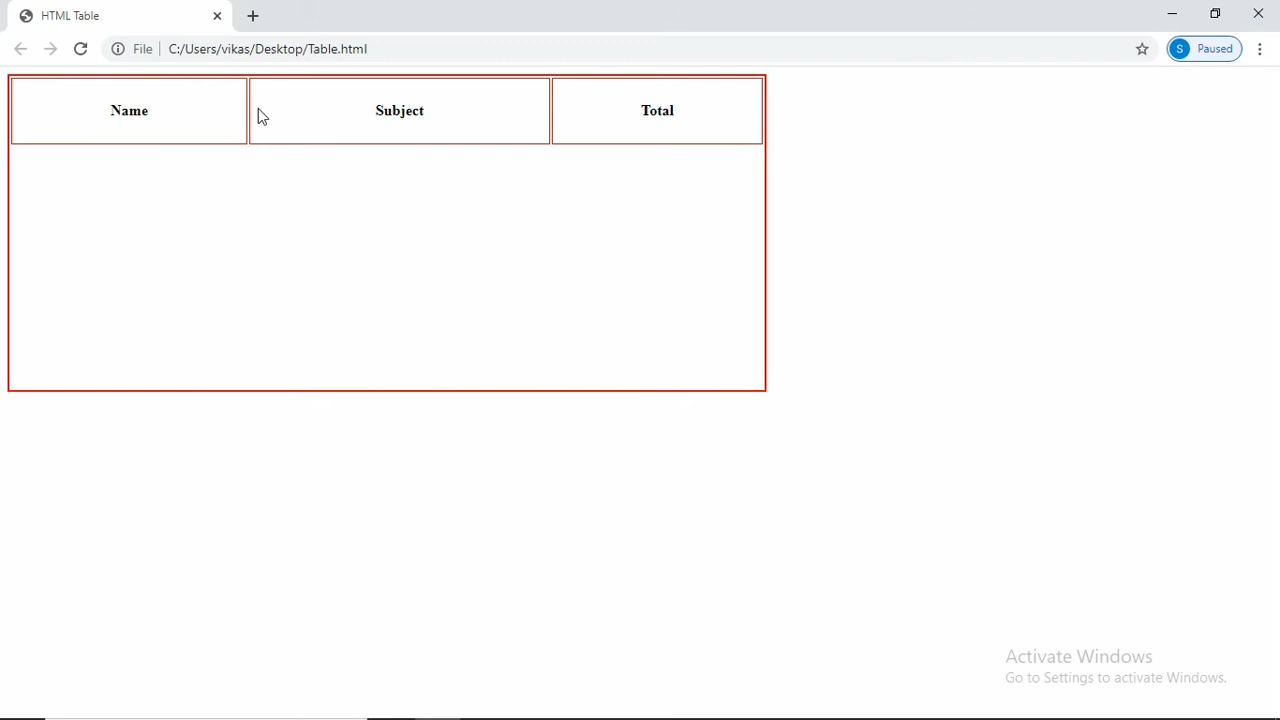 HTML Table
File C:/Users/vikas/Desktop/Table.html
S Paused
Name Subject Total
Activate Windows
Go to Settings to activate Windows.